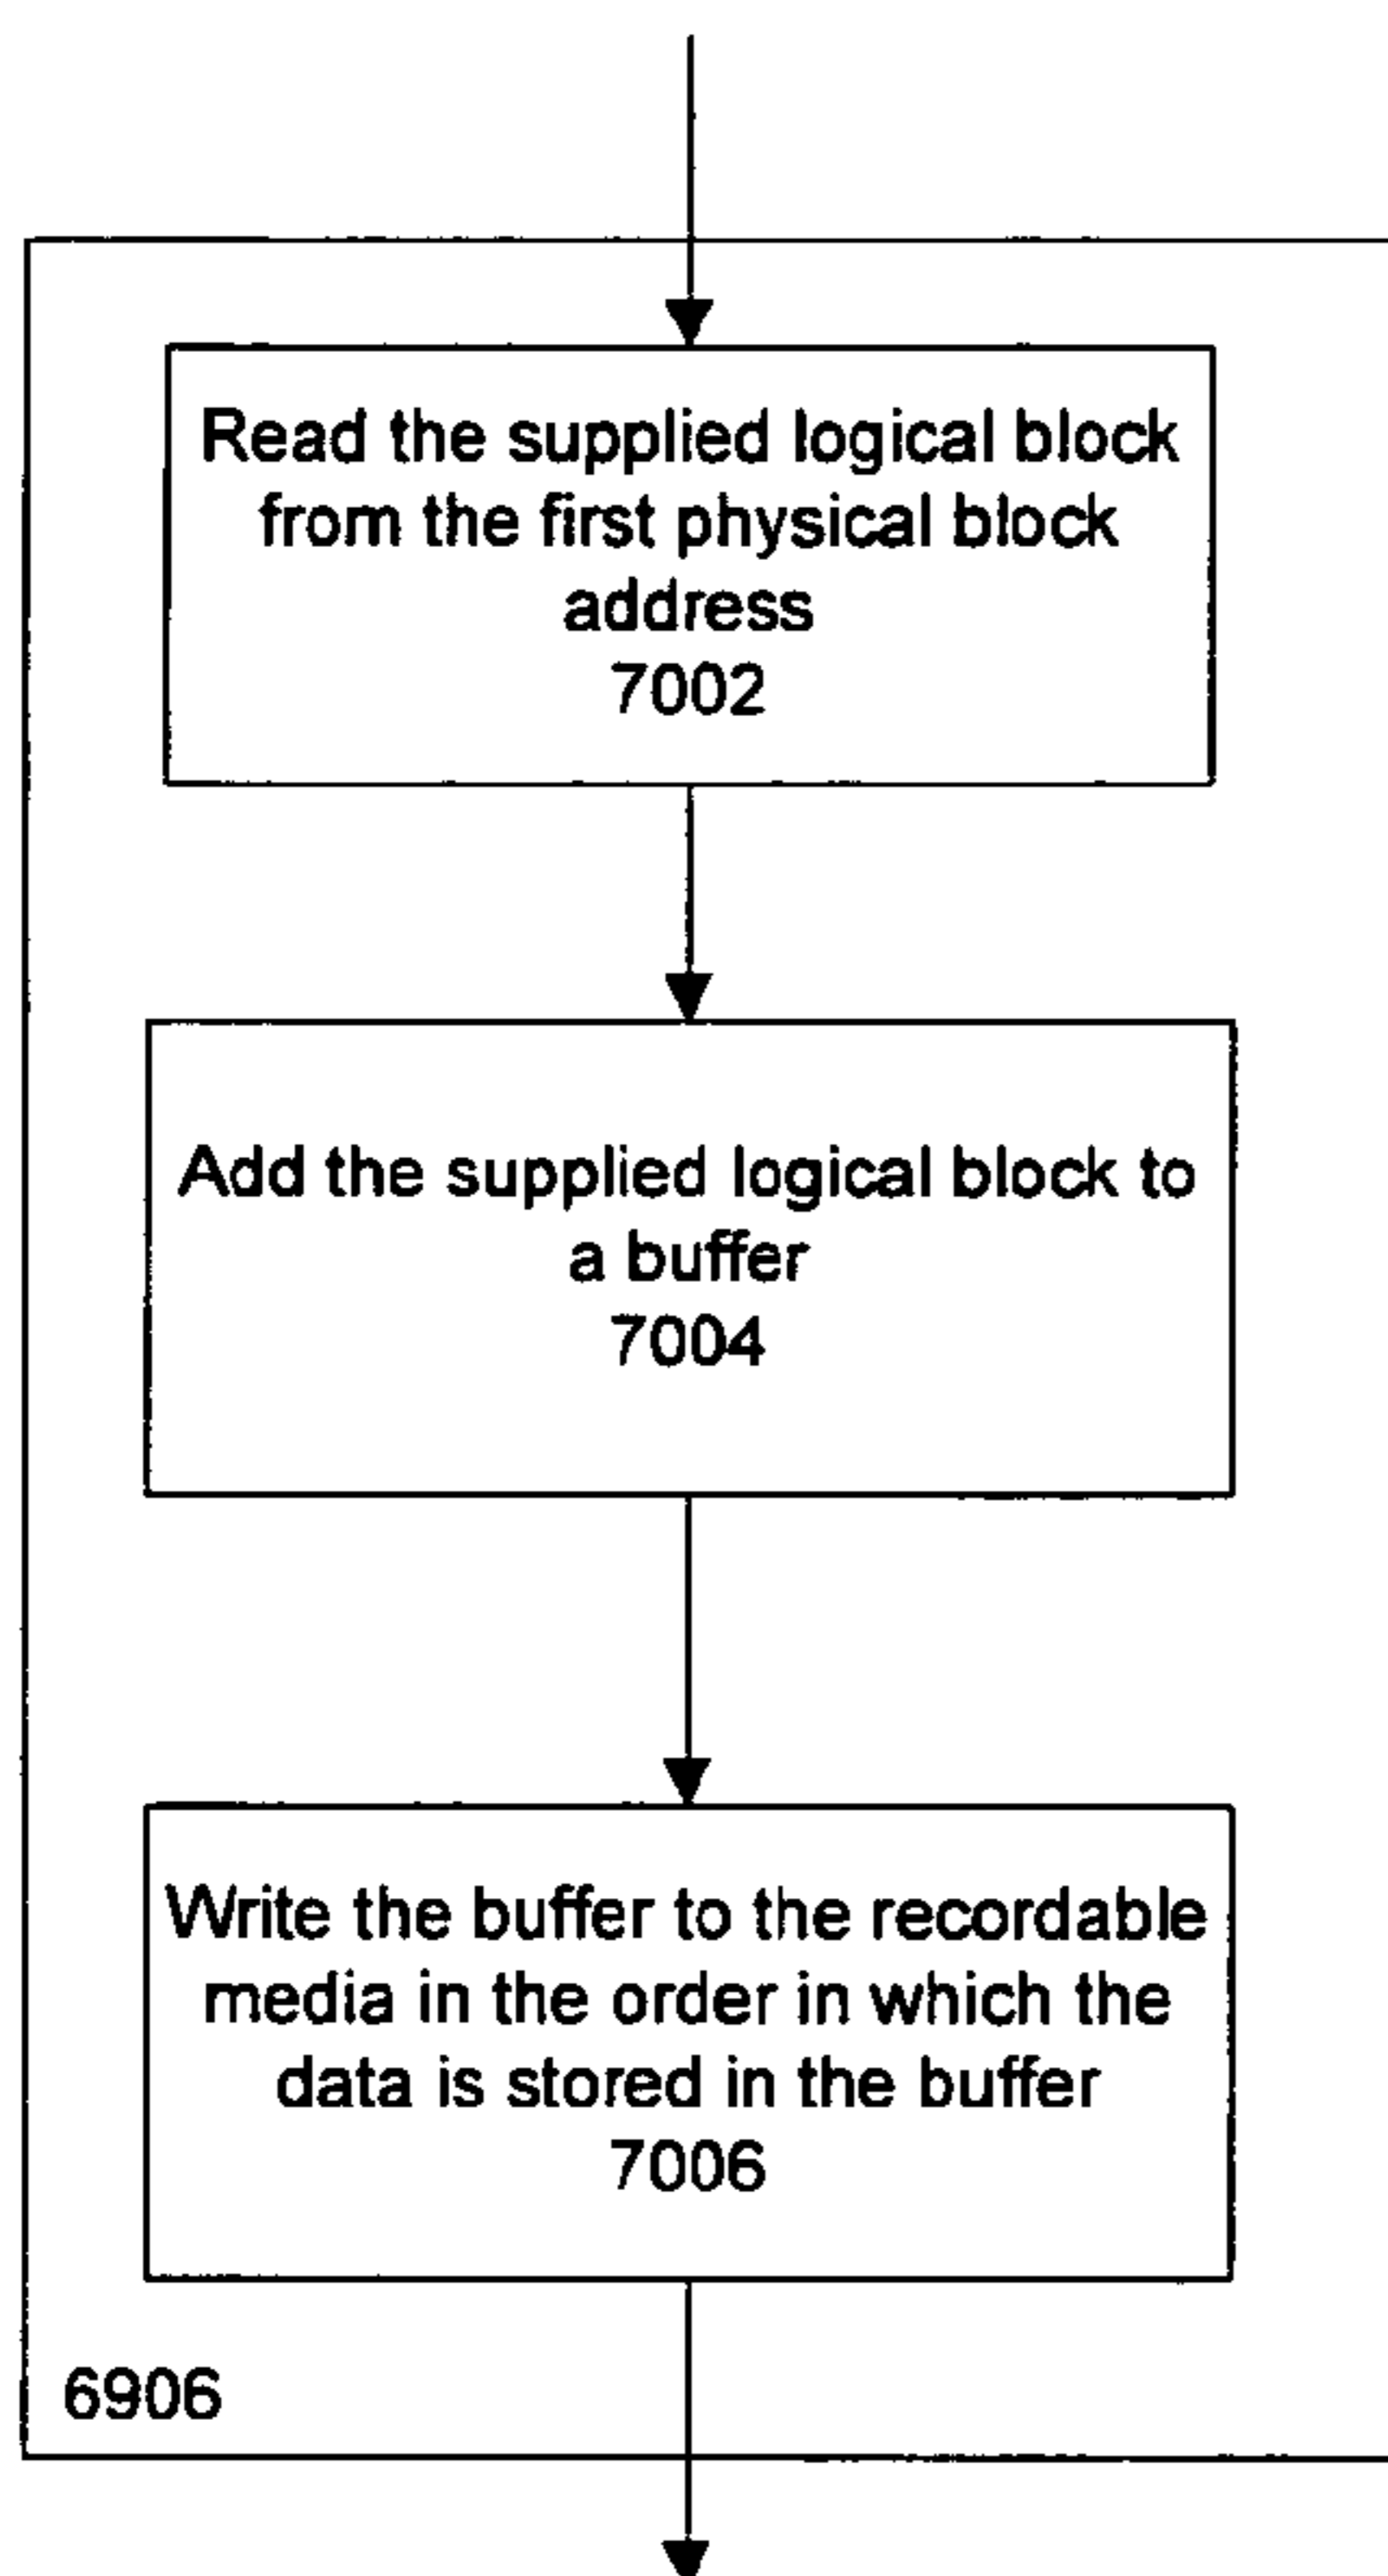 Read the supplied logical block
from the first physical block
address
7002
Add the supplied logical block to
a buffer
7004
Write the buffer to the recordable
media in the order in which the
data is stored in the buffer
7006
6906